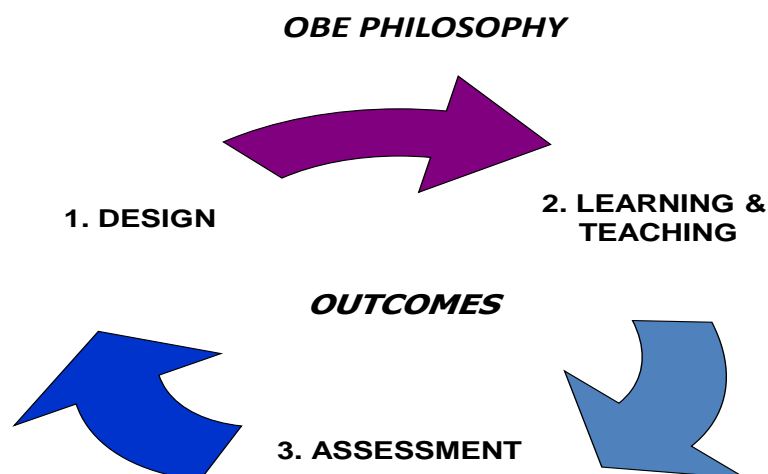 OBE PHILOSOPHY
1. DESIGN
2. LEARNING &
TEACHING
OUTCOMES
3. ASSESSMENT